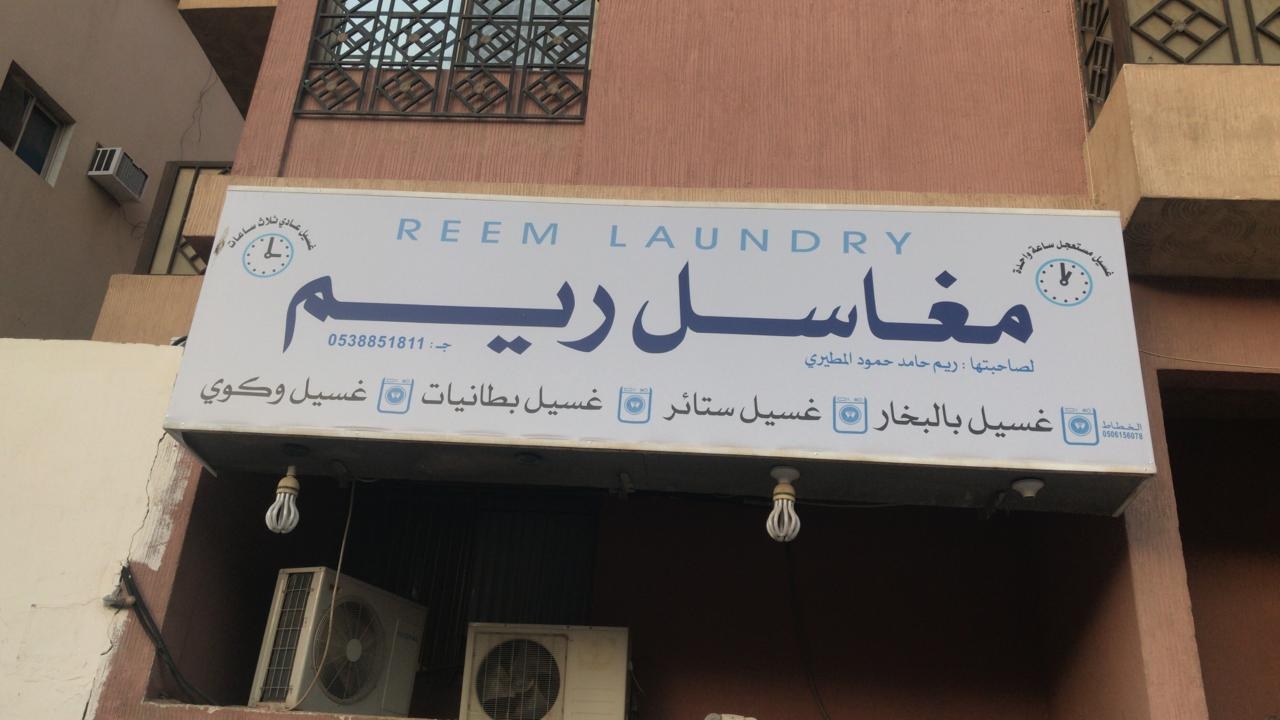 REEM LAUNDRY
غسيل مستعجل ساعة واحدة
غسيل عادي ثلاث ساعات
مغاسل ريم
لصاحبتها : ريم حامد حمود المطيري
جـ : 0538851811
غسيل بالبخار غسيل ستائر غسيل بطانيات غسيل وكوي
الخطاط
0506156078